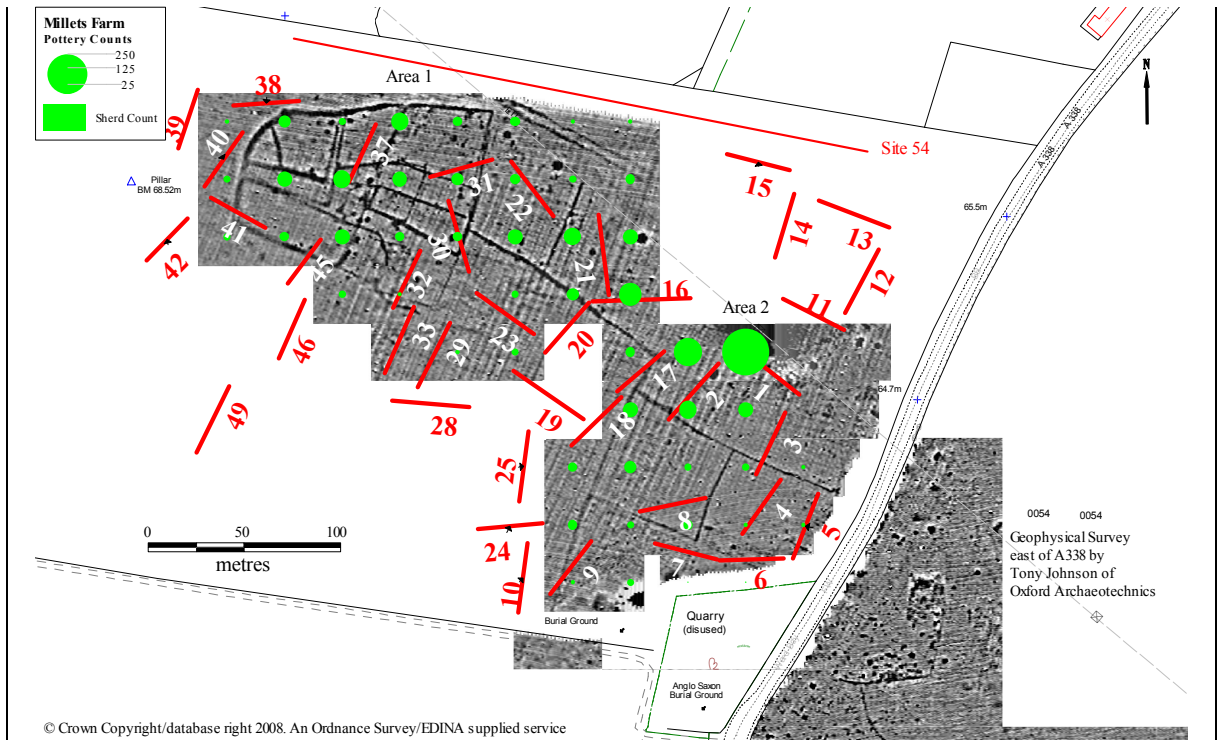 Millets Farm
Pottery Counts
250
125
25
Sherd Count
Area 1
N
A 338
A 338
38
39
40
37
Site 54
Pillar
BM 68.52m
15
31
22
65.5m
41
42
14
13
30
45
21
12
32
16
11
Area 2
46
33
29
23
20
17
64.7m
2
1
49
28
19
18
3
25
4
0 50 100
metres
24
8
5
0054 0054
Geophysical Survey
east of A338 by
Tony Johnson of
Oxford Archaeotechnics
10
9
7
6
Burial Ground
Quarry
(disused)
Anglo Saxon
Burial Ground
© Crown Copyright/database right 2008. An Ordnance Survey/EDINA supplied service